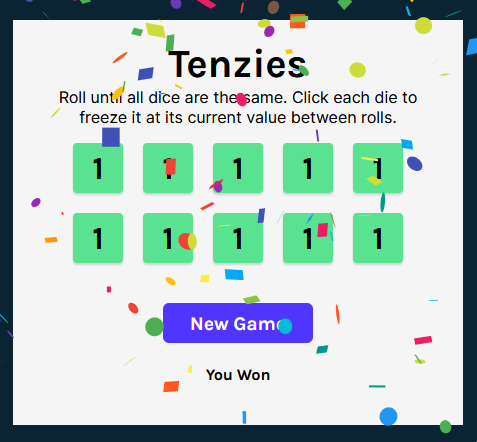 Tenzies
Roll until all dice are the same. Click each die to
freeze it at its current value between rolls.
1 1 1 1 1
1 1 1 1 1
New Game
You Won